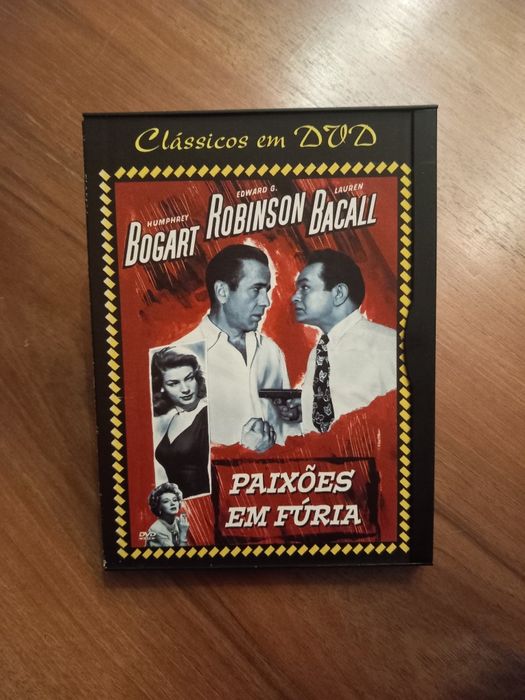 Clássicos em DVD
HUMPHREY
BOGART
EDWARD G.
ROBINSON
LAUREN
BACALL
PAIXÕES
EM FÚRIA
DVD